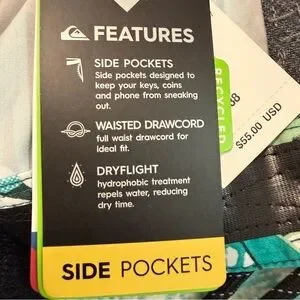 FEATURES
SIDE POCKETS
Side pockets designed to
keep your keys, coins
and phone from sneaking
out.
WAISTED DRAWCORD
full waist drawcord for
Ideal fit.
DRYFLIGHT
hydrophobic treatment
repels water, reducing
dry time.
SIDE POCKETS
RECYCLED
$55.00 USD